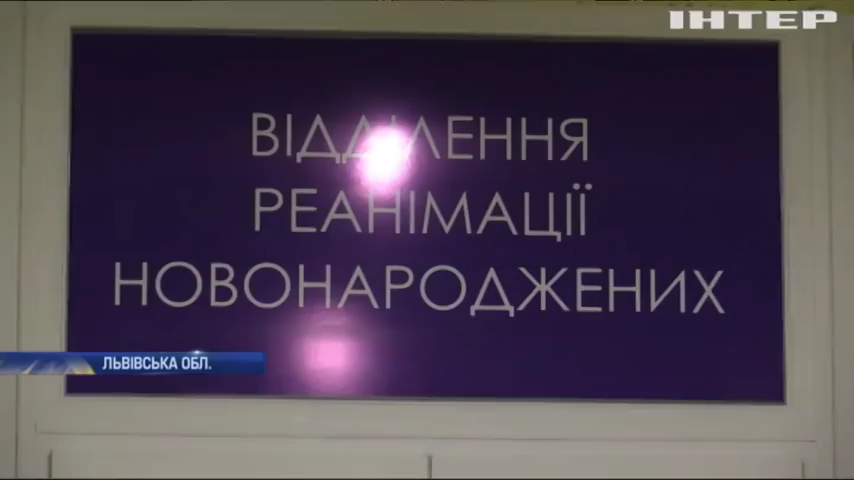 ІНТЕР
ВІДДІЛЕННЯ
РЕАНІМАЦІЇ
НОВОНАРОДЖЕНИХ
ЛЬВІВСЬКА ОБЛ.